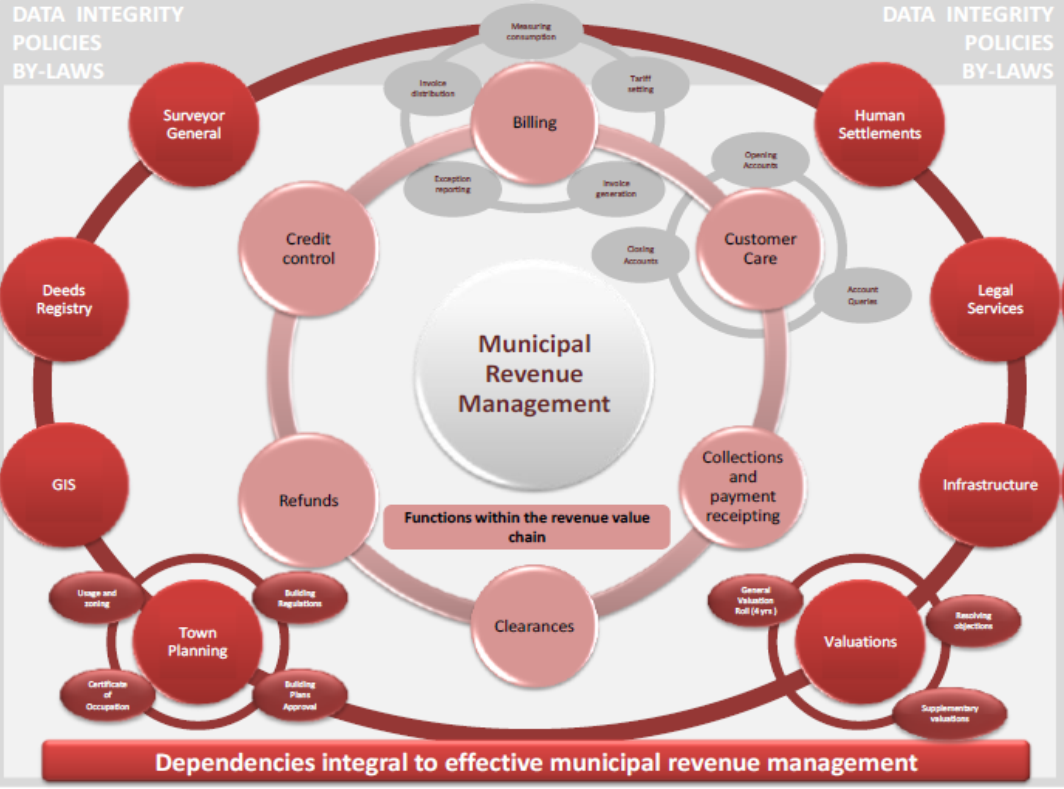 DATA INTEGRITY
POLICIES
BY-LAWS
DATA INTEGRITY
POLICIES
BY-LAWS
Measuring
consumption
Invoice
distribution
Tariff
setting
Billing
Exception
reporting
Invoice
generation
Surveyor
General
Human
Settlements
Opening
Accounts
Credit
control
Customer
Care
Closing
Accounts
Account
Queries
Deeds
Registry
Legal
Services
Municipal
Revenue
Management
GIS
Refunds
Collections
and
payment
receipting
Infrastructure
Functions within the revenue value
chain
Clearances
Usage and
zoning
Building
Regulations
Town
Planning
Certificate
of
Occupation
Building
Plans
Approval
General
Valuation
Roll (4 yrs )
Resolving
objections
Valuations
Supplementary
valuations
Dependencies integral to effective municipal revenue management